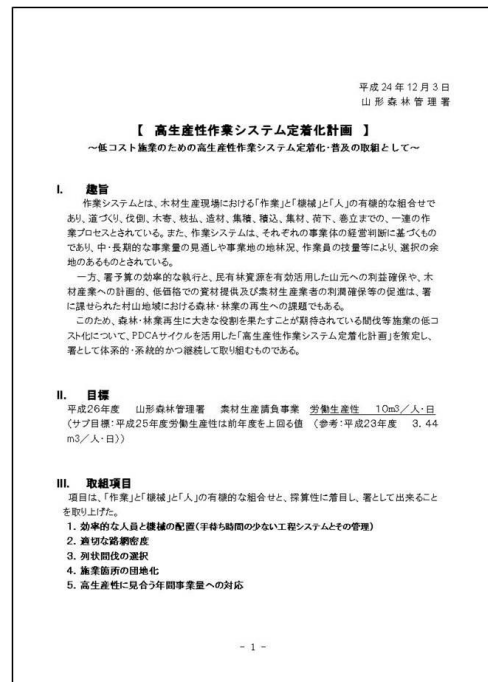 平成24年12月3日
山形森林管理署
【 高生産性作業システム定着化計画 】
～低コスト施業のための高生産性作業システム定着化・普及の取組として～
I. 趣旨
作業システムとは、木材生産現場における「作業」と「機械」と「人」の有機的な組合せで
あり、道づくり、伐倒、木寄、枝払、造材、集積、積込、集材、荷下、巻立までの、一連の作
業プロセスとされている。また、作業システムは、それぞれの事業体の経営判断に基づくもの
であり、中・長期的な事業量の見通しや事業地の地林況、作業員の技量等により、選択の余
地のあるものとされている。
一方、署予算の効率的な執行と、民有林資源を有効活用した山元への利益確保や、木
材産業への計画的、低価格での資材提供及び素材生産業者の利潤確保等の促進は、署
に課せられた村山地域における森林・林業の再生への課題でもある。
このため、森林・林業再生に大きな役割を果たすことが期待されている間伐等施業の低コ
スト化について、PDCAサイクルを活用した「高生産性作業システム定着化計画」を策定し、
署として体系的・系統的かつ継続して取り組むものである。
II. 目標
平成26年度 山形森林管理署 素材生産請負事業 労働生産性 10m3／人・日
（サブ目標：平成25年度労働生産性は前年度を上回る値 （参考：平成23年度 3．44
m3／人・日））
III. 取組項目
項目は、「作業」と「機械」と「人」の有機的な組合せと、採算性に着目し、署として出来ること
を取り上げた。
1. 効率的な人員と機械の配置（手待ち時間の少ない工程システムとその管理）
2. 適切な路網密度
3. 列状間伐の選択
4. 施業箇所の団地化
5. 高生産性に見合う年間事業量への対応
- 1 -